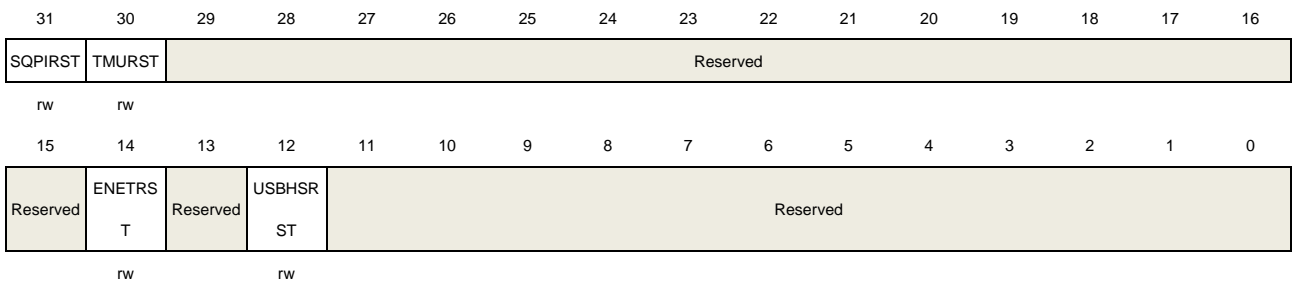 31 30 29 28 27 26 25 24 23 22 21 20 19 18 17 16
SQPIRST TMURST Reserved
rw rw
15 14 13 12 11 10 9 8 7 6 5 4 3 2 1 0
Reserved ENETRS T Reserved USBHSR ST Reserved
rw rw